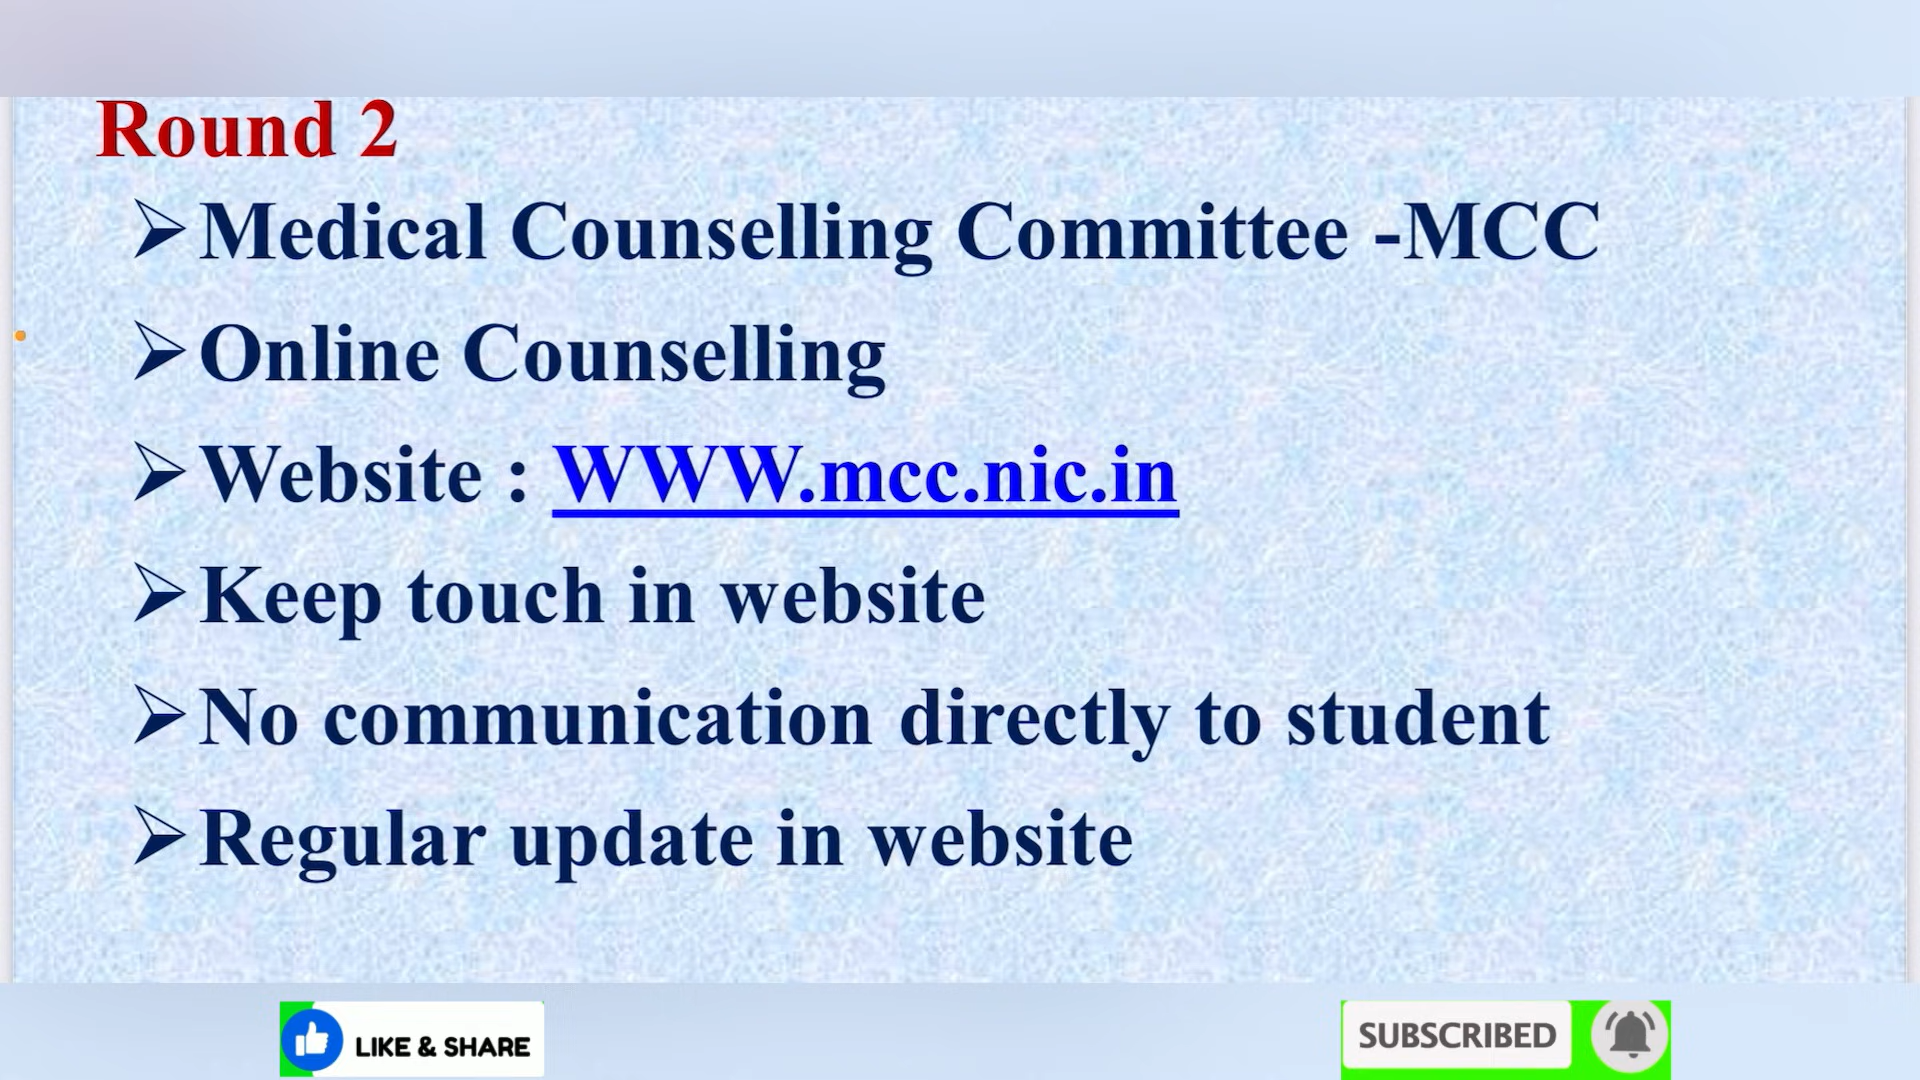 Round 2
➢Medical Counselling Committee -MCC
➢Online Counselling
➢Website : WWW.mcc.nic.in
➢Keep touch in website
➢No communication directly to student
➢Regular update in website
LIKE & SHARE
SUBSCRIBED